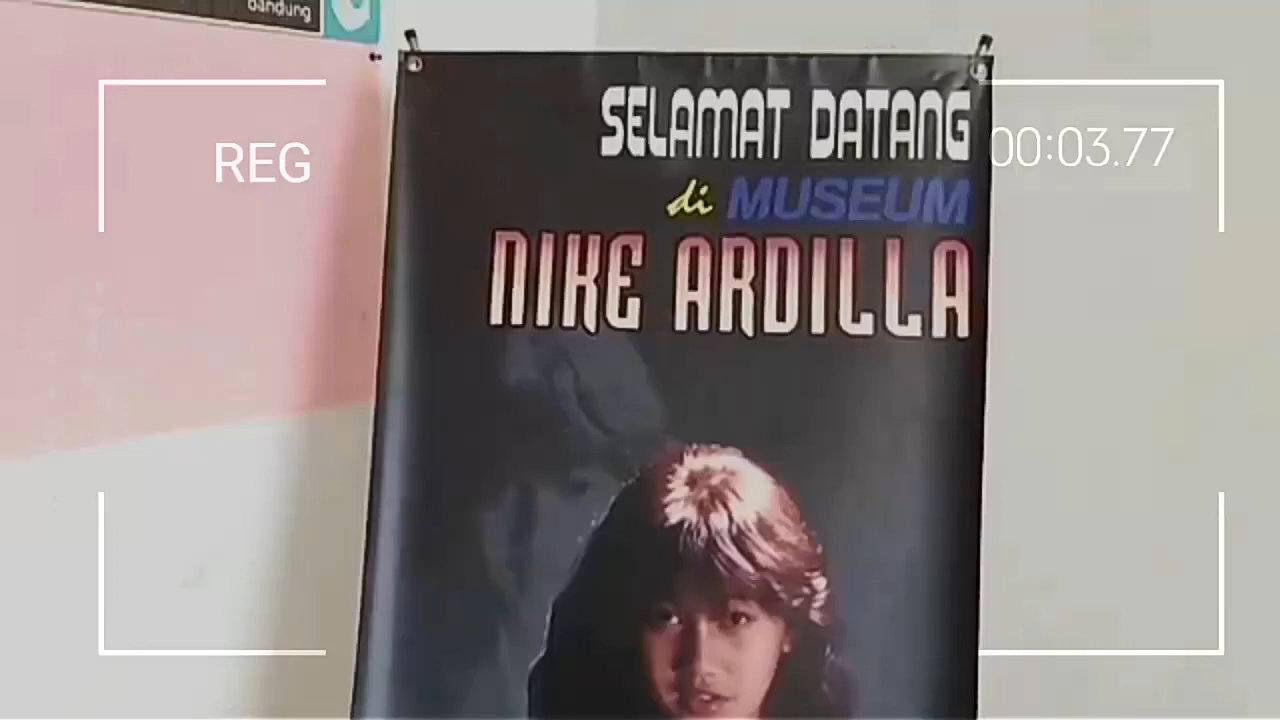 Bandung
REG
00:03.77
SELAMAT DATANG
di MUSEUM
NIKE ARDILLA